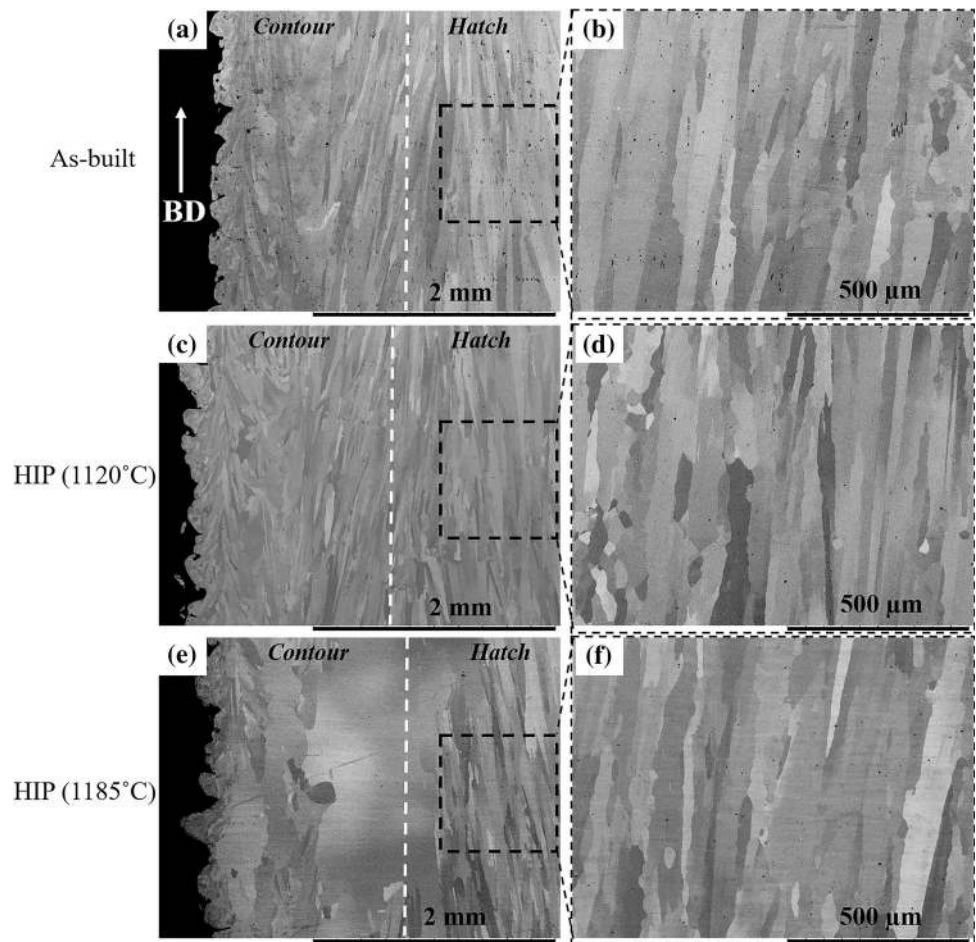 (a)
Contour
Hatch
(b)
As-built
BD
2 mm
500 µm
(c)
Contour
Hatch
(d)
HIP (1120˚C)
2 mm
500 µm
(e)
Contour
Hatch
(f)
HIP (1185˚C)
2 mm
500 µm